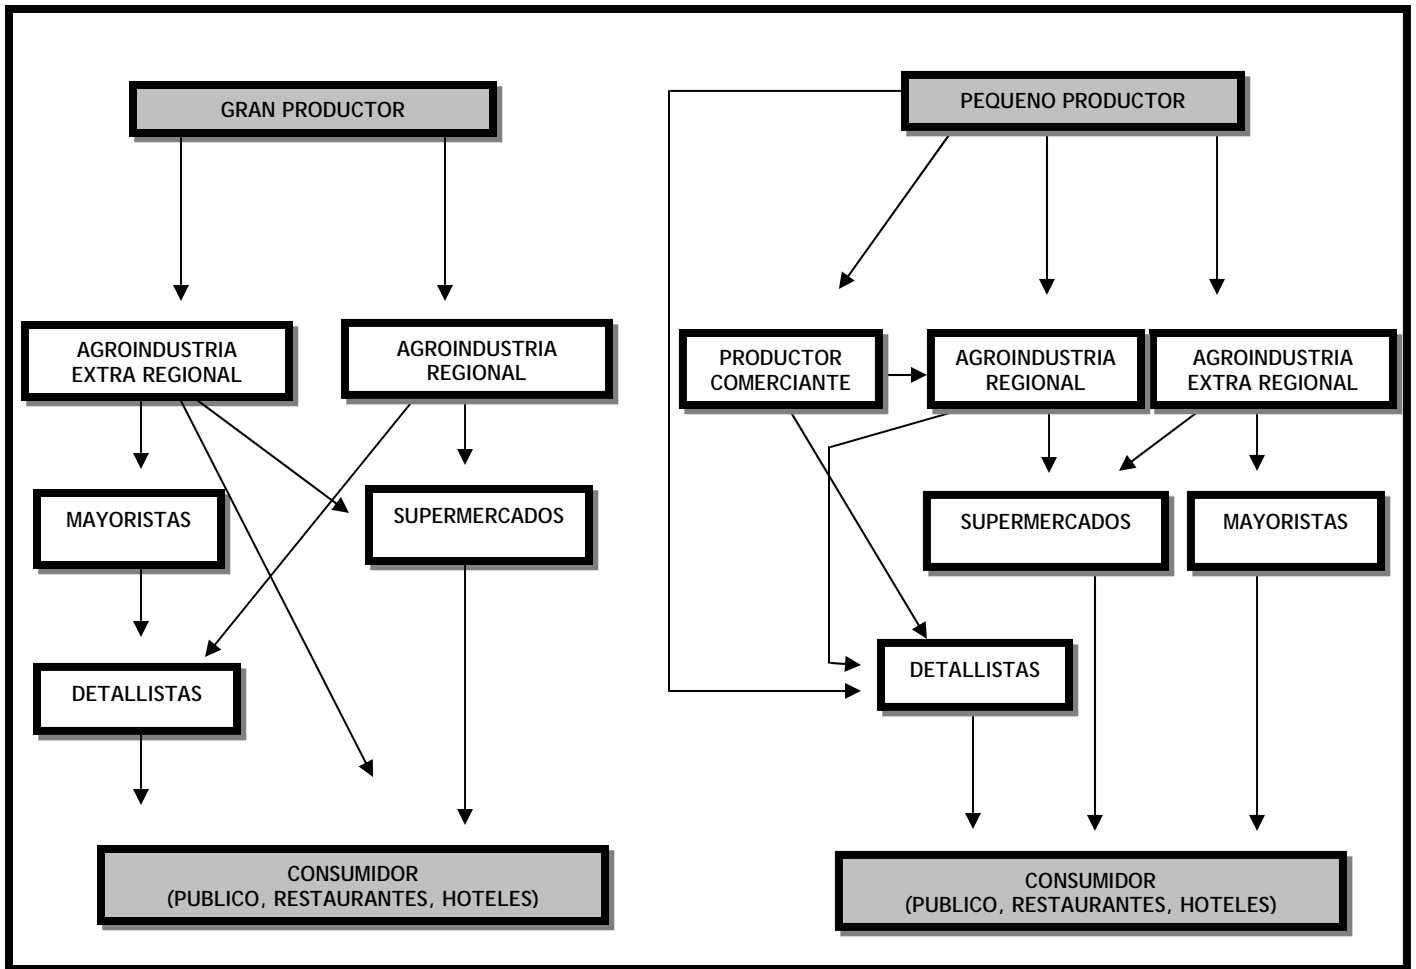 GRAN PRODUCTOR
AGROINDUSTRIA
EXTRA REGIONAL
AGROINDUSTRIA
REGIONAL
MAYORISTAS
SUPERMERCADOS
DETALLISTAS
CONSUMIDOR
(PUBLICO, RESTAURANTES, HOTELES)
PEQUENO PRODUCTOR
PRODUCTOR
COMERCIANTE
AGROINDUSTRIA
REGIONAL
AGROINDUSTRIA
EXTRA REGIONAL
SUPERMERCADOS
MAYORISTAS
DETALLISTAS
CONSUMIDOR
(PUBLICO, RESTAURANTES, HOTELES)